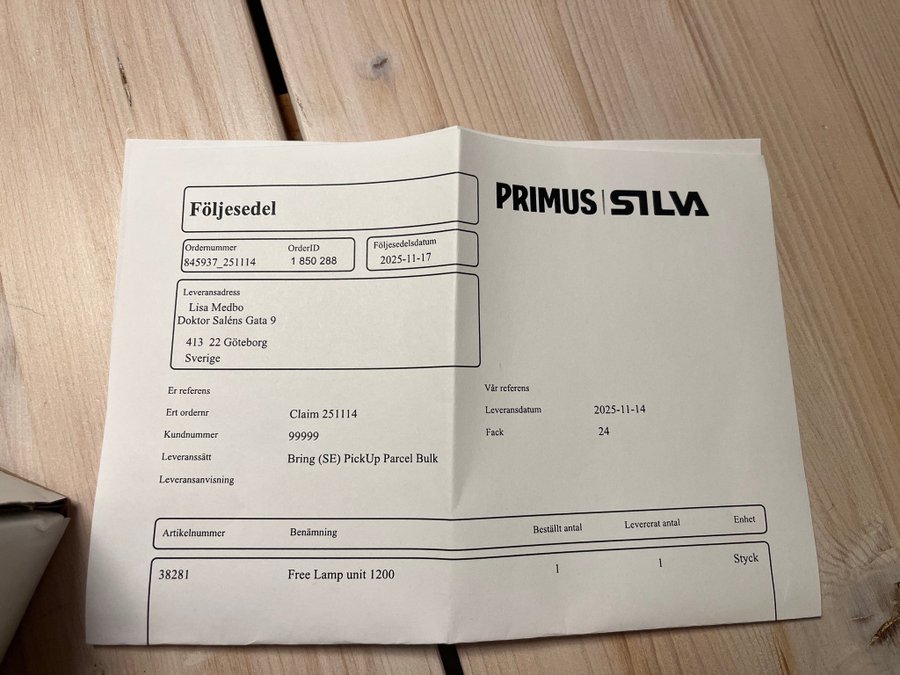 Följesedel
PRIMUS | SILVA
Ordernummer OrderID Följesedelsdatum
845937_251114 1 850 288 2025-11-17
Leveransadress
Lisa Medbo
Doktor Saléns Gata 9
413 22 Göteborg
Sverige
Er referens Vår referens
Ert ordernr Claim 251114 Leveransdatum 2025-11-14
Kundnummer 99999 Fack 24
Leveranssätt Bring (SE) PickUp Parcel Bulk
Leveransanvisning
Artikelnummer Benämning Beställt antal Levererat antal Enhet
38281 Free Lamp unit 1200 1 1 Styck